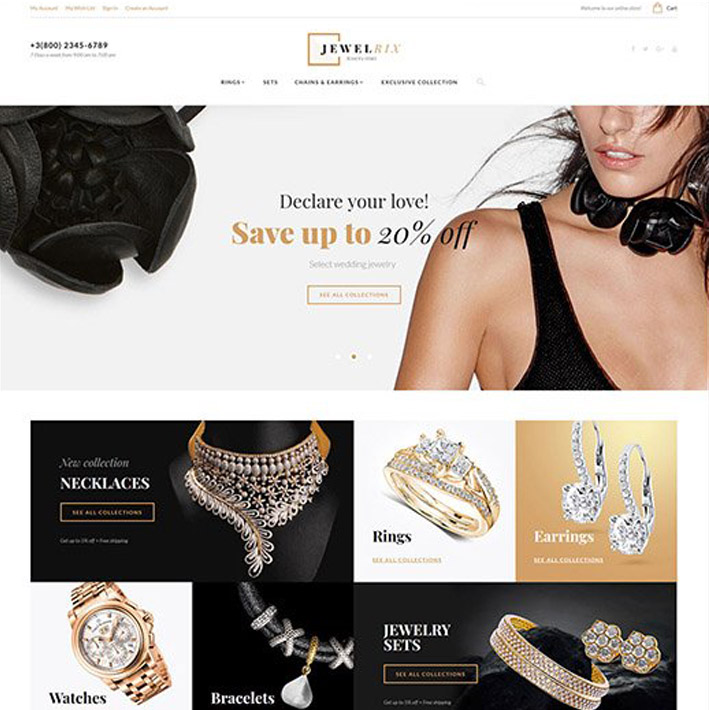 My Account My Wish List Sign In Create an Account
Welcome to our online store!
Cart
+3(800) 2345-6789
7 Days a week from 9:00 am to 7:00 pm
JEWELRIX
RINGS SETS CHAINS & EARRINGS EXCLUSIVE COLLECTION
Declare your love!
Save up to 20% off
Select wedding jewelry
SEE ALL COLLECTIONS
New collection
NECKLACES
SEE ALL COLLECTIONS
Get up to 5% off + Free shipping
Rings
SEE ALL COLLECTIONS
Earrings
SEE ALL COLLECTIONS
Watches
Bracelets
JEWELRY
SETS
SEE ALL COLLECTIONS
Get up to 5% off + Free shipping